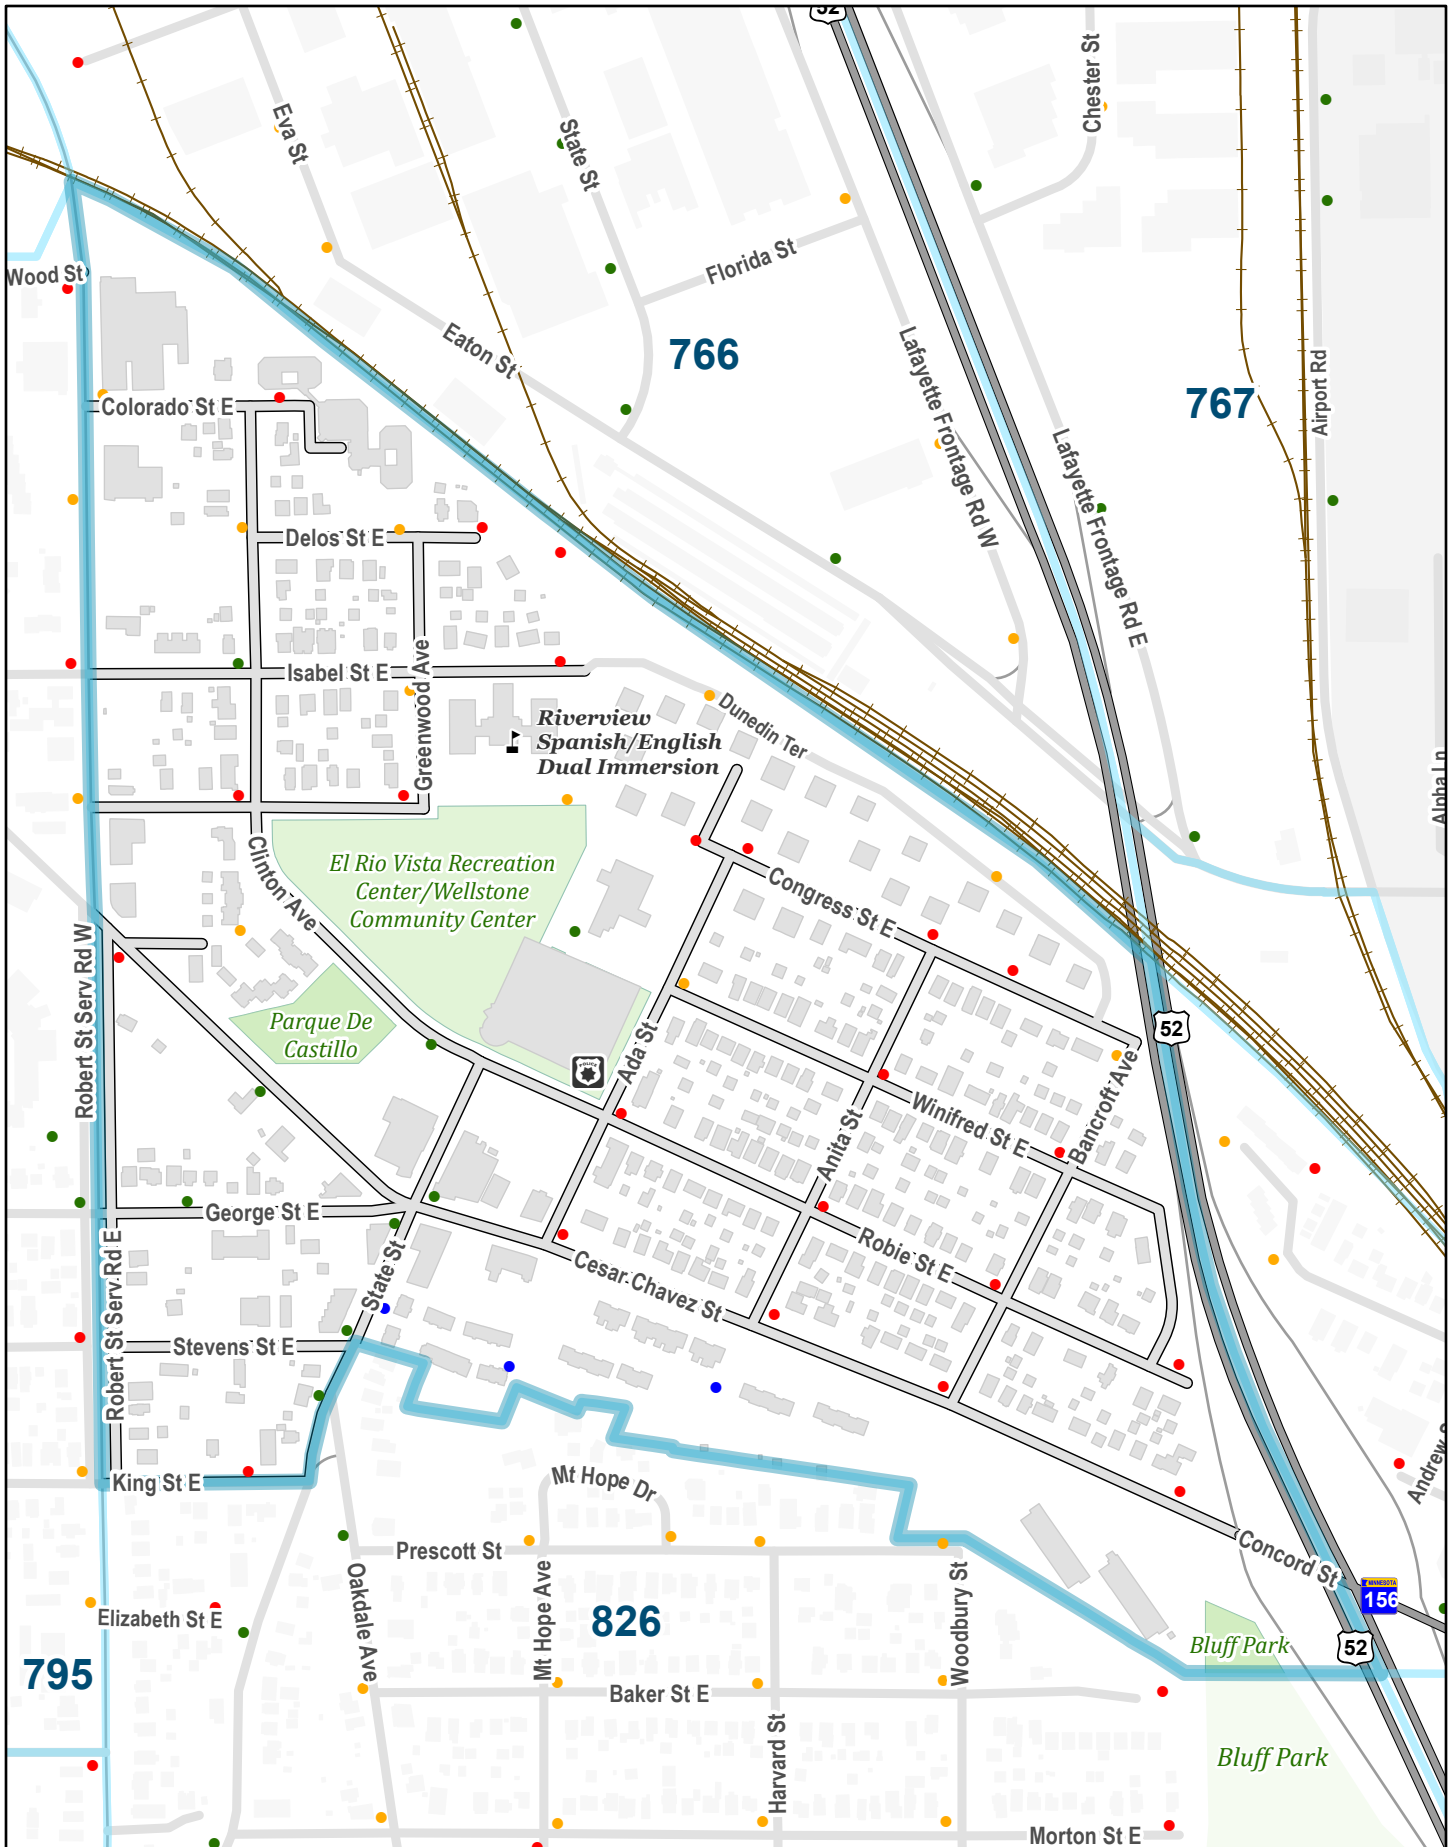 52
Chester St
Eva St
State St
Wood St
Florida St
Eaton St
766
Lafayette Frontage Rd W
767
Airport Rd
Colorado St E
Lafayette Frontage Rd E
Delos St E
Isabel St E
Greenwood Ave
Riverview
Spanish/English
Dual Immersion
Dunedin Ter
Alpha Ln
Clinton Ave
El Rio Vista Recreation
Center/Wellstone
Community Center
Congress St E
Robert St Serv Rd W
Parque De
Castillo
52
Ada St
POLICE
Winifred St E
Bancroft Ave
Anita St
George St E
Robert St Serv Rd E
State St
Cesar Chavez St
Robie St E
Stevens St E
King St E
Mt Hope Dr
Andrew S
Prescott St
Concord St
Oakdale Ave
Mt Hope Ave
Woodbury St
MINNESOTA
156
Elizabeth St E
826
Bluff Park
52
795
Baker St E
Harvard St
Bluff Park
Morton St E